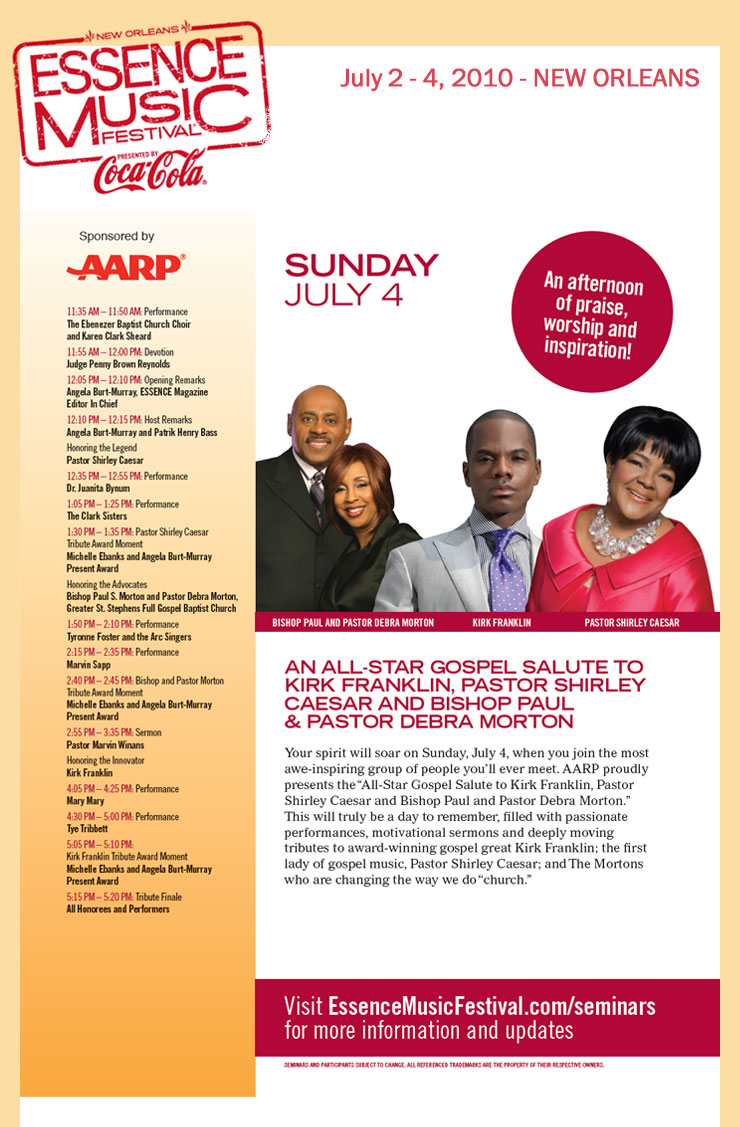 NEW ORLEANS
ESSENCE
MUSIC
FESTIVAL®
PRESENTED BY
Coca-Cola®
July 2 - 4, 2010 - NEW ORLEANS
Sponsored by
AARP®
11:35 AM – 11:50 AM: Performance
The Ebenezer Baptist Church Choir
and Karen Clark Sheard
11:55 AM – 12:00 PM: Devotion
Judge Penny Brown Reynolds
12:05 PM – 12:10 PM: Opening Remarks
Angela Burt-Murray, ESSENCE Magazine
Editor In Chief
12:10 PM – 12:15 PM: Host Remarks
Angela Burt-Murray and Patrik Henry Bass
Honoring the Legend
Pastor Shirley Caesar
12:35 PM – 12:55 PM: Performance
Dr. Juanita Bynum
1:05 PM – 1:25 PM: Performance
The Clark Sisters
1:30 PM – 1:35 PM: Pastor Shirley Caesar
Tribute Award Moment
Michelle Ebanks and Angela Burt-Murray
Present Award
Honoring the Advocates
Bishop Paul S. Morton and Pastor Debra Morton,
Greater St. Stephens Full Gospel Baptist Church
1:50 PM – 2:10 PM: Performance
Tyronne Foster and the Arc Singers
2:15 PM – 2:35 PM: Performance
Marvin Sapp
2:40 PM – 2:45 PM: Bishop and Pastor Morton
Tribute Award Moment
Michelle Ebanks and Angela Burt-Murray
Present Award
2:55 PM – 3:35 PM: Sermon
Pastor Marvin Winans
Honoring the Innovator
Kirk Franklin
4:05 PM – 4:25 PM: Performance
Mary Mary
4:30 PM – 5:00 PM: Performance
Tye Tribbett
5:05 PM – 5:10 PM:
Kirk Franklin Tribute Award Moment
Michelle Ebanks and Angela Burt-Murray
Present Award
5:15 PM – 5:20 PM: Tribute Finale
All Honorees and Performers
SUNDAY
JULY 4
An afternoon
of praise,
worship and
inspiration!
BISHOP PAUL AND PASTOR DEBRA MORTON
KIRK FRANKLIN
PASTOR SHIRLEY CAESAR
AN ALL-STAR GOSPEL SALUTE TO
KIRK FRANKLIN, PASTOR SHIRLEY
CAESAR AND BISHOP PAUL
& PASTOR DEBRA MORTON
Your spirit will soar on Sunday, July 4, when you join the most
awe-inspiring group of people you’ll ever meet. AARP proudly
presents the “All-Star Gospel Salute to Kirk Franklin, Pastor
Shirley Caesar and Bishop Paul and Pastor Debra Morton.”
This will truly be a day to remember, filled with passionate
performances, motivational sermons and deeply moving
tributes to award-winning gospel great Kirk Franklin; the first
lady of gospel music, Pastor Shirley Caesar; and The Mortons
who are changing the way we do “church.”
Visit EssenceMusicFestival.com/seminars
for more information and updates
SEMINARS AND PARTICIPANTS SUBJECT TO CHANGE. ALL REFERENCED TRADEMARKS ARE THE PROPERTY OF THEIR RESPECTIVE OWNERS.